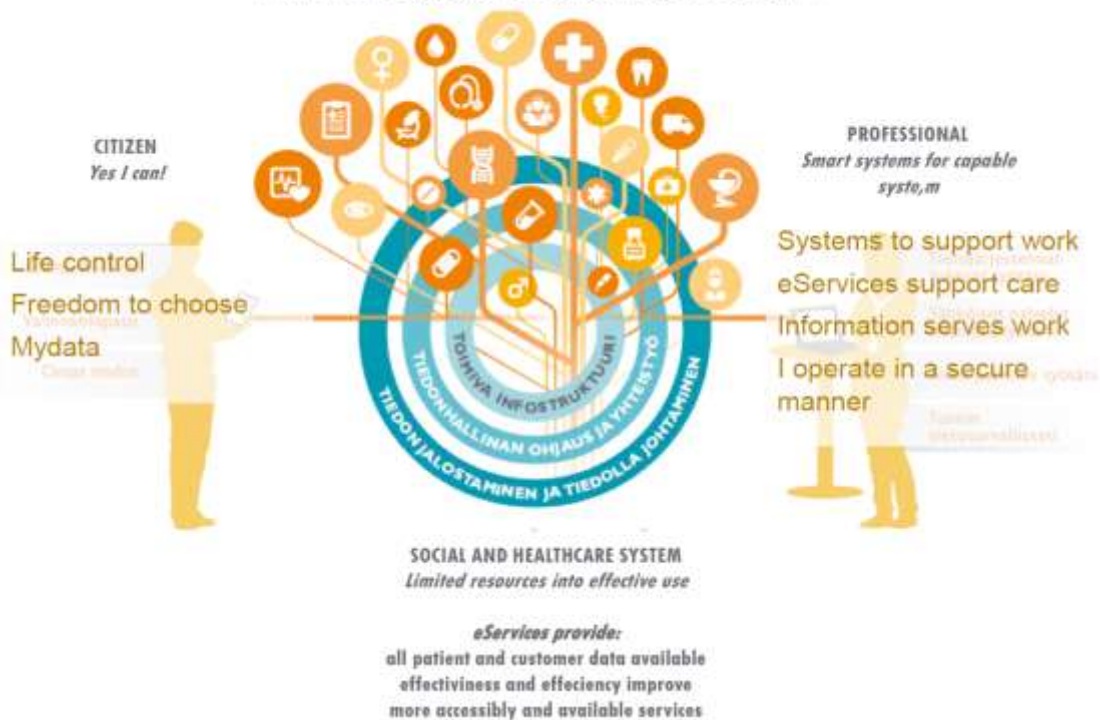 CITIZEN
Yes I can!
Life control
Freedom to choose
Mydata
PROFESSIONAL
Smart systems for capable
syste,m
Systems to support work
eServices support care
Information serves work
I operate in a secure
manner
TOIMIVA INFOSTRUKTUURI
TIEDONHALLINAN OHJAUS JA YHTEISTYÖ
TIEDON JALOSTAMINEN JA TIEDOLLA JOHTAMINEN
SOCIAL AND HEALTHCARE SYSTEM
Limited resources into effective use
eServices provide:
all patient and customer data available
effectiviness and effeciency improve
more accessibly and available services